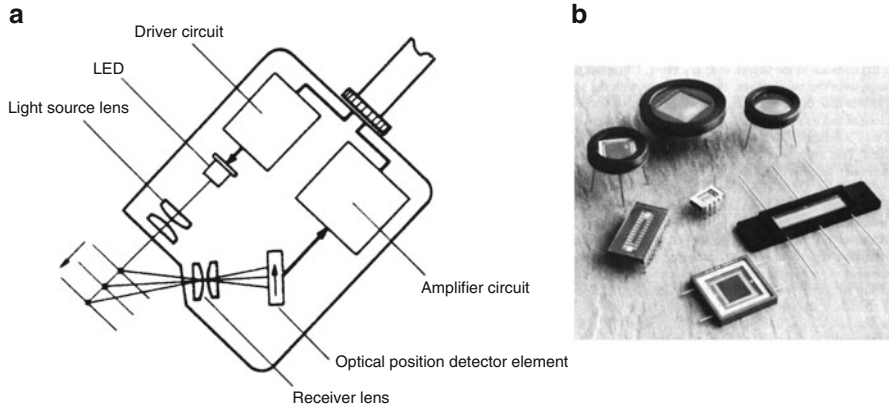 a
b
Driver circuit
LED
Light source lens
Amplifier circuit
Optical position detector element
Receiver lens